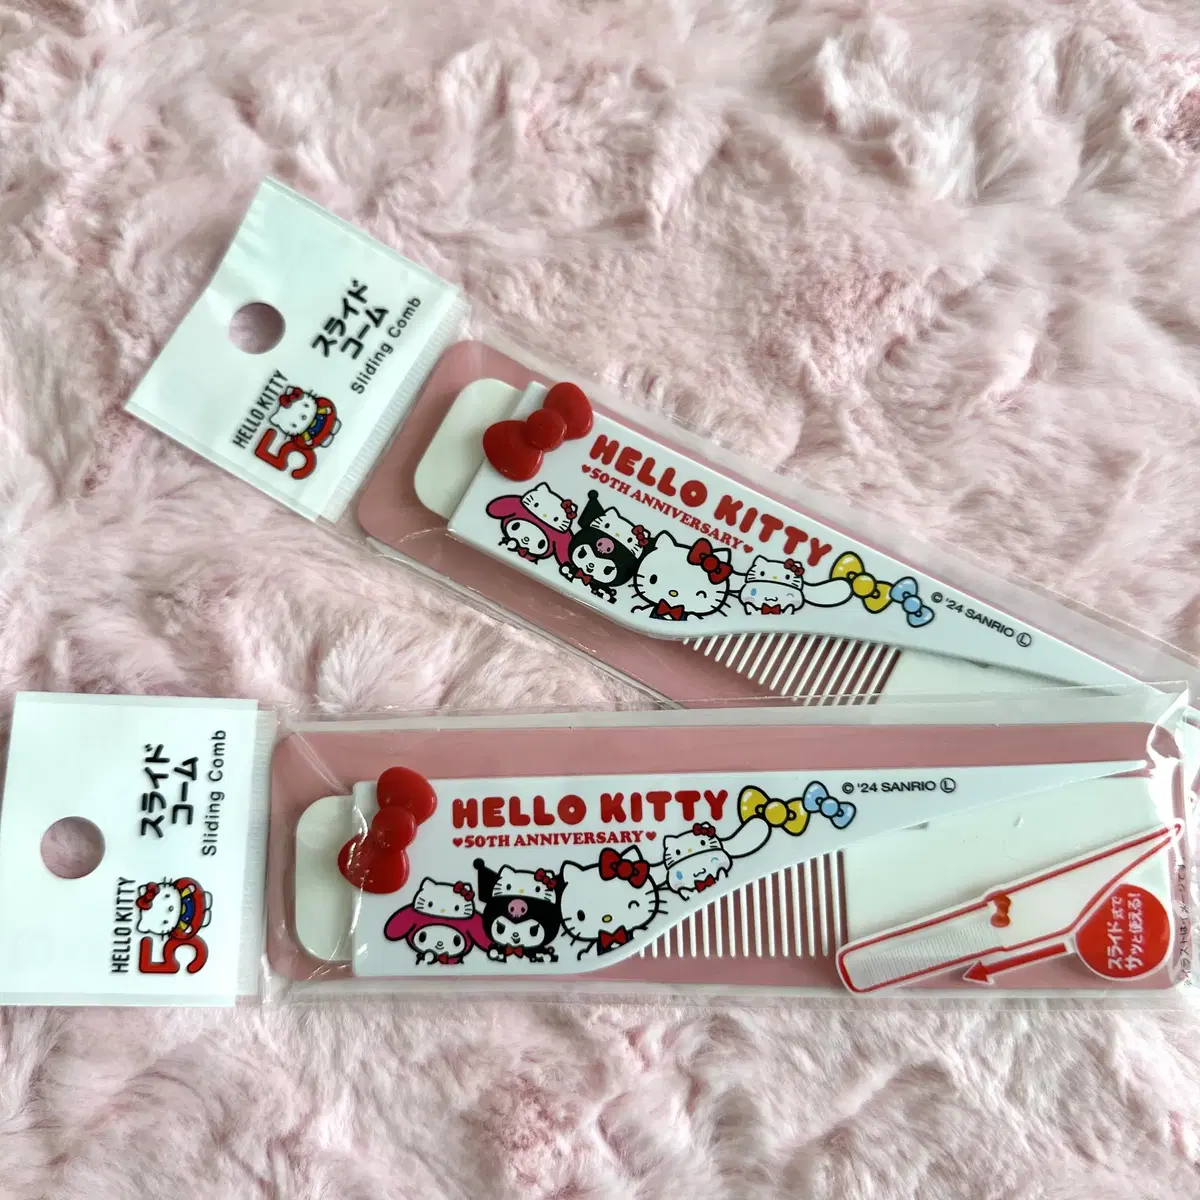 スライド
コーム
Sliding Comb
HELLO KITTY
50
HELLO KITTY
♥50TH ANNIVERSARY♥
© '24 SANRIO Ⓛ
スライド
コーム
Sliding Comb
HELLO KITTY
50
HELLO KITTY
♥50TH ANNIVERSARY♥
© '24 SANRIO Ⓛ
スライド式で
サッと使える!